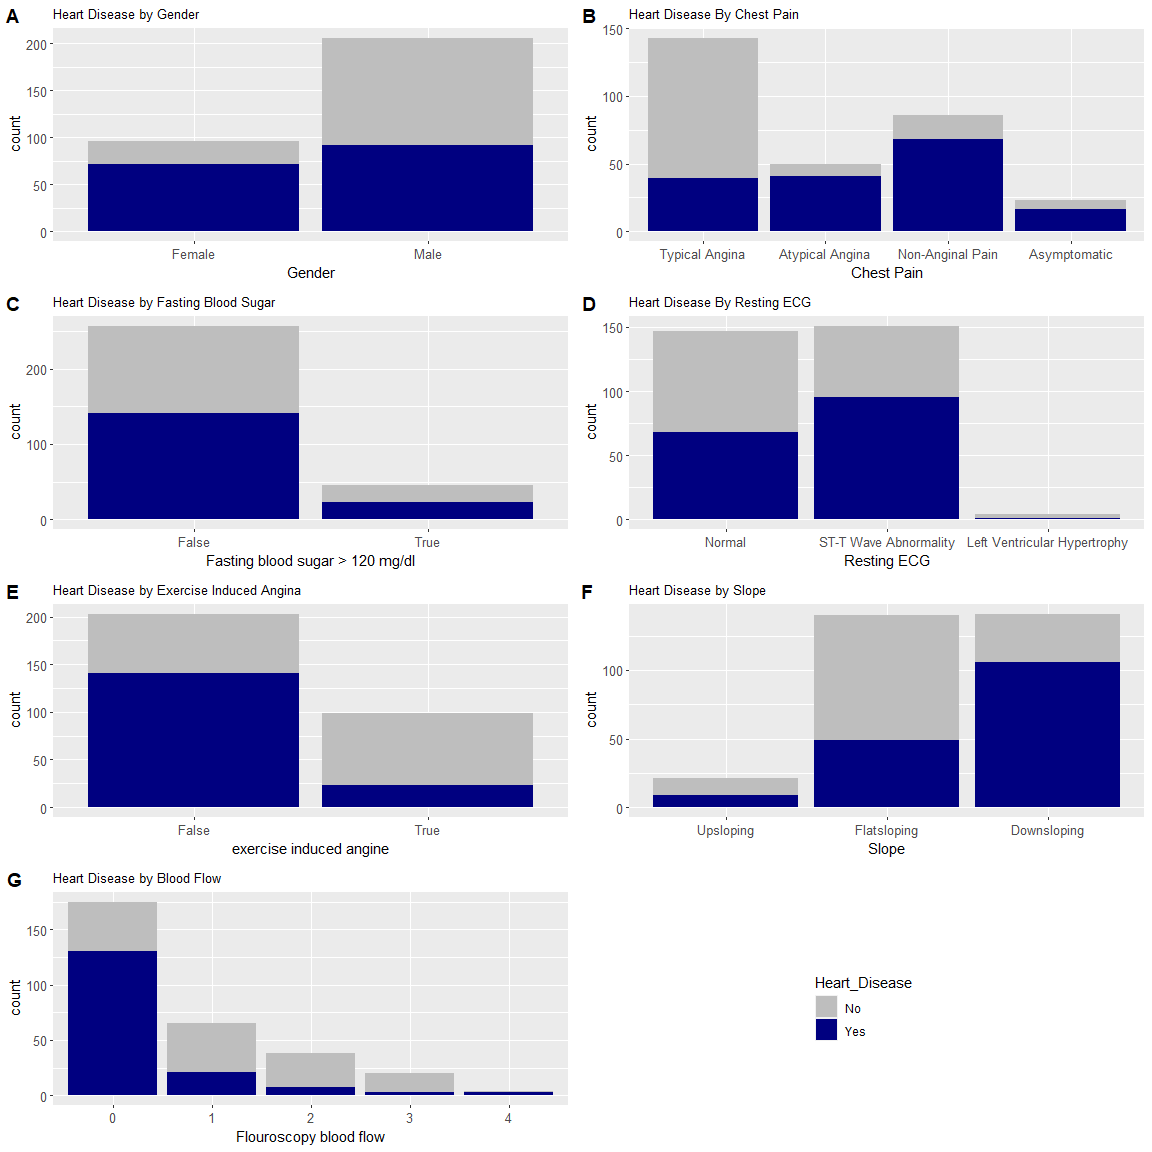 A
Heart Disease by Gender
200
150
100
50
0
count
Female Male
Gender
B
Heart Disease By Chest Pain
150
100
50
0
count
Typical Angina Atypical Angina Non-Anginal Pain Asymptomatic
Chest Pain
C
Heart Disease by Fasting Blood Sugar
200
100
0
count
False True
Fasting blood sugar > 120 mg/dl
D
Heart Disease By Resting ECG
150
100
50
0
count
Normal ST-T Wave Abnormality Left Ventricular Hypertrophy
Resting ECG
E
Heart Disease by Exercise Induced Angina
200
150
100
50
0
count
False True
exercise induced angine
F
Heart Disease by Slope
100
50
0
count
Upsloping Flatsloping Downsloping
Slope
G
Heart Disease by Blood Flow
150
100
50
0
count
0 1 2 3 4
Flouroscopy blood flow
Heart_Disease
No
Yes